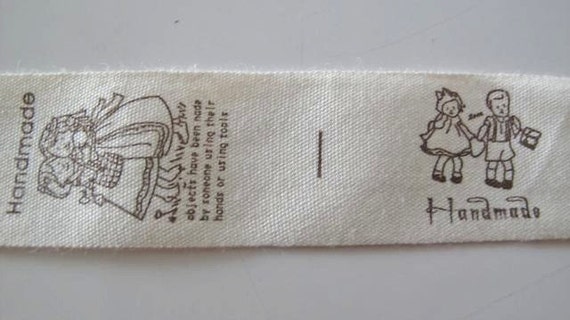 Handmade
objects have been made
by someone using their
hands or using tools
Handmade